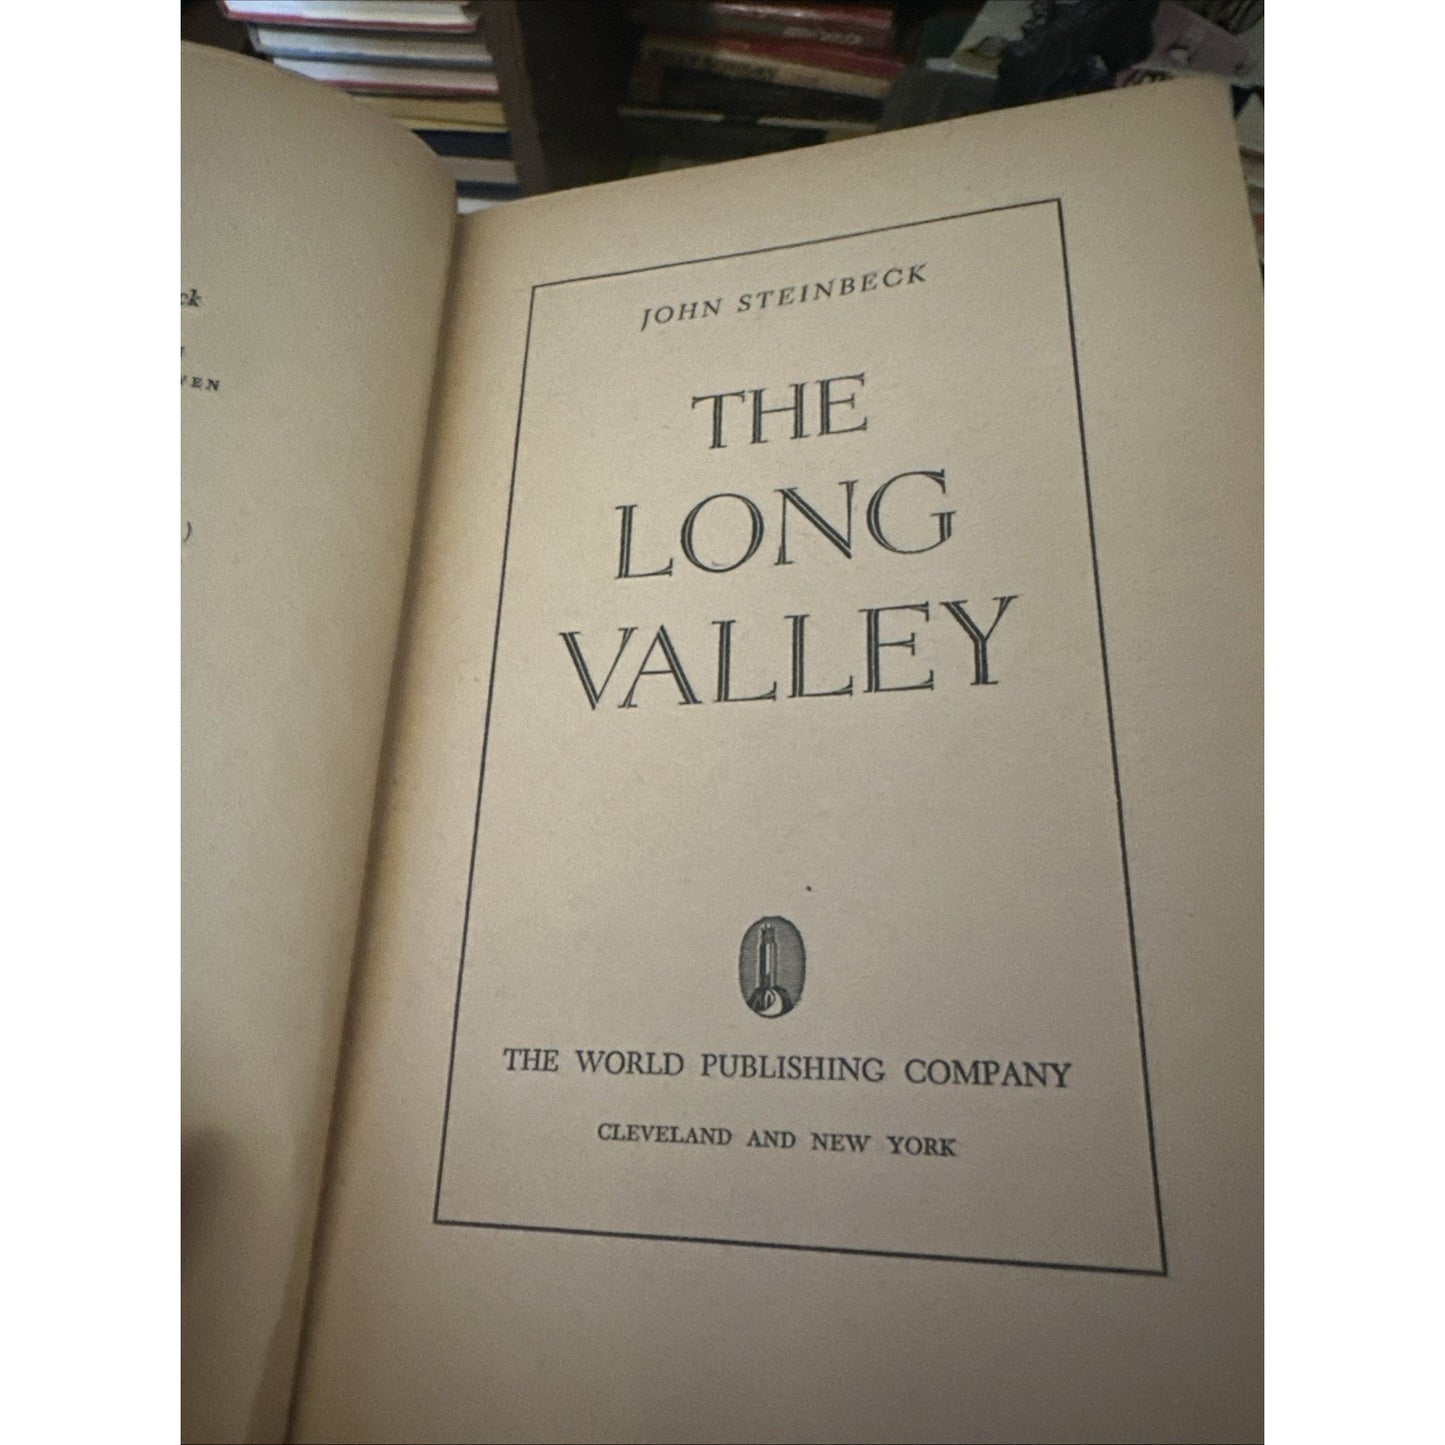 JOHN STEINBECK
THE
LONG
VALLEY
THE WORLD PUBLISHING COMPANY
CLEVELAND AND NEW YORK